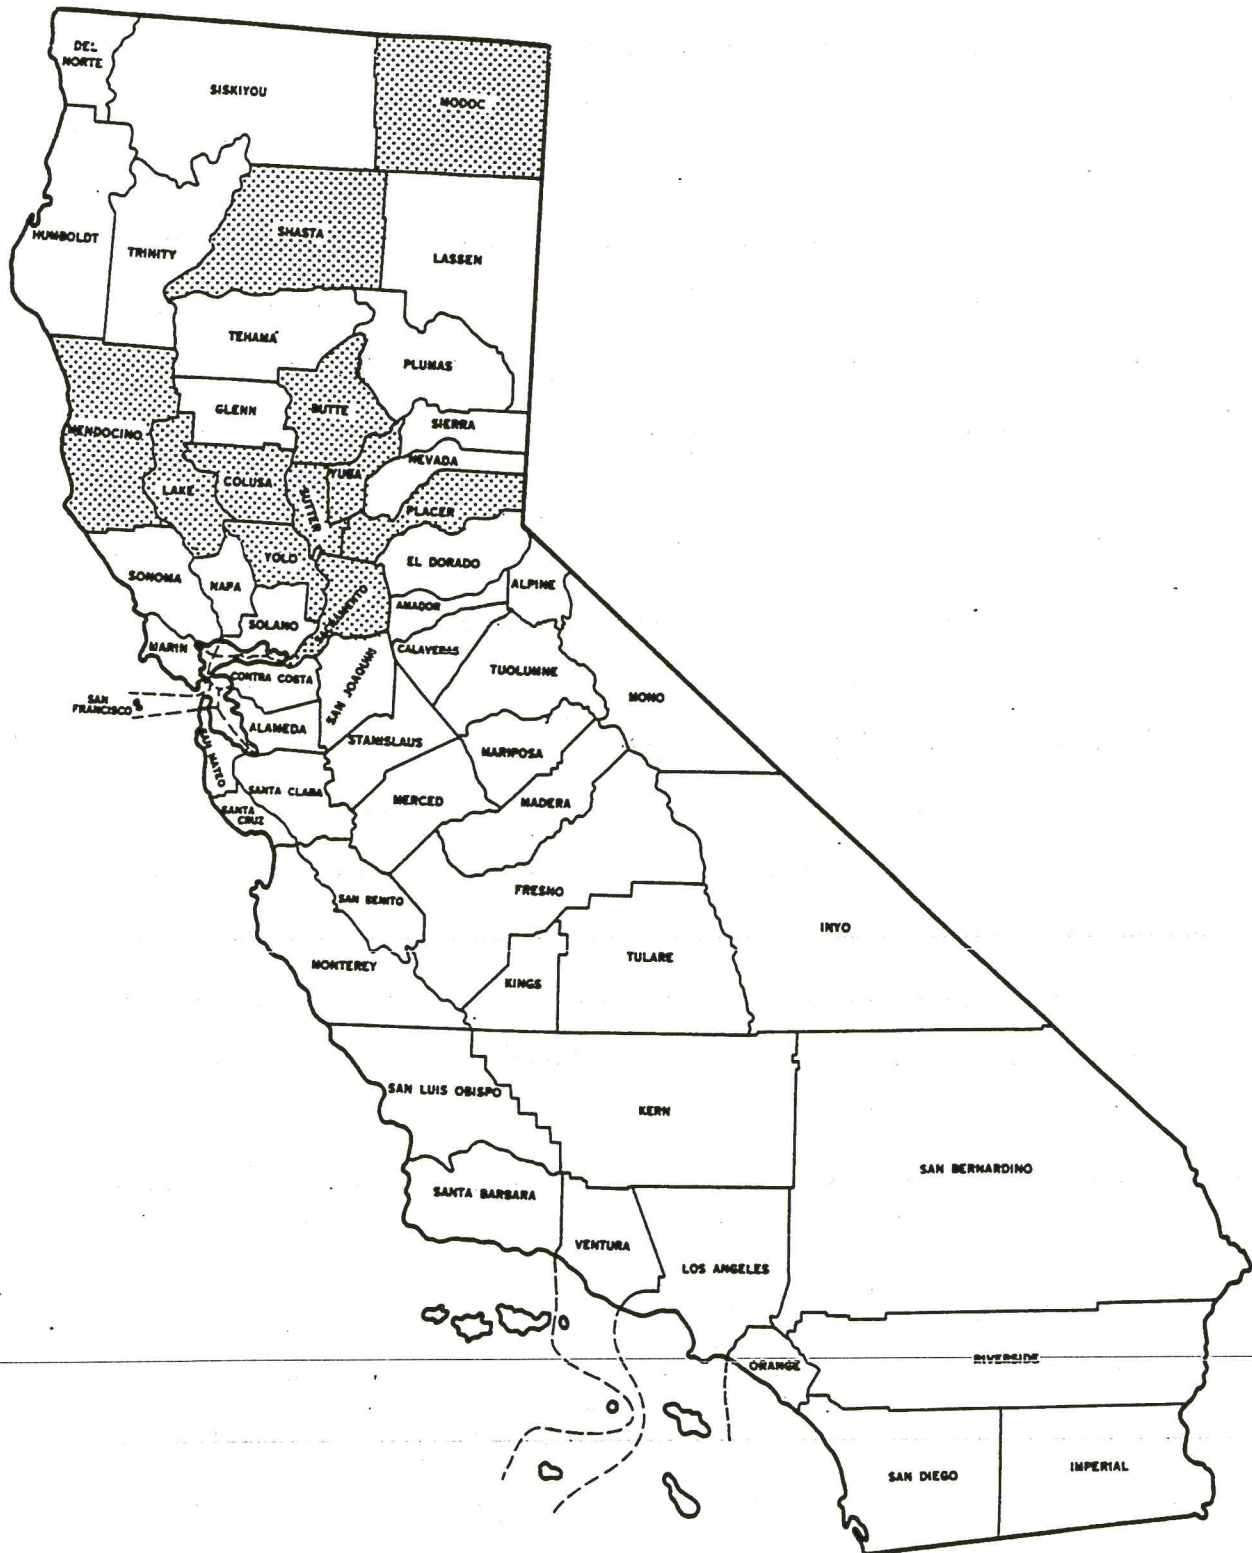 DEL
NORTE
SISKIYOU
MODOC
HUMBOLDT
TRINITY
SHASTA
LASSEN
TEHAMA
PLUMAS
GLENN
BUTTE
MENDOCINO
SIERRA
NEVADA
YUBA
LAKE
COLUSA
SUTTER
PLACER
YOLO
EL DORADO
SONOMA
NAPA
ALPINE
AMADOR
SACRAMENTO
SOLANO
MARIN
CALAVERAS
TUOLUMNE
CONTRA COSTA
SAN JOAQUIN
MONO
SAN
FRANCISCO
ALAMEDA
STANISLAUS
MARIPOSA
SAN MATEO
SANTA CLARA
MERCED
MADERA
SANTA
CRUZ
FRESNO
SAN BENITO
INYO
MONTEREY
TULARE
KINGS
SAN LUIS OBISPO
KERN
SAN BERNARDINO
SANTA BARBARA
VENTURA
LOS ANGELES
ORANGE
RIVERSIDE
SAN DIEGO
IMPERIAL